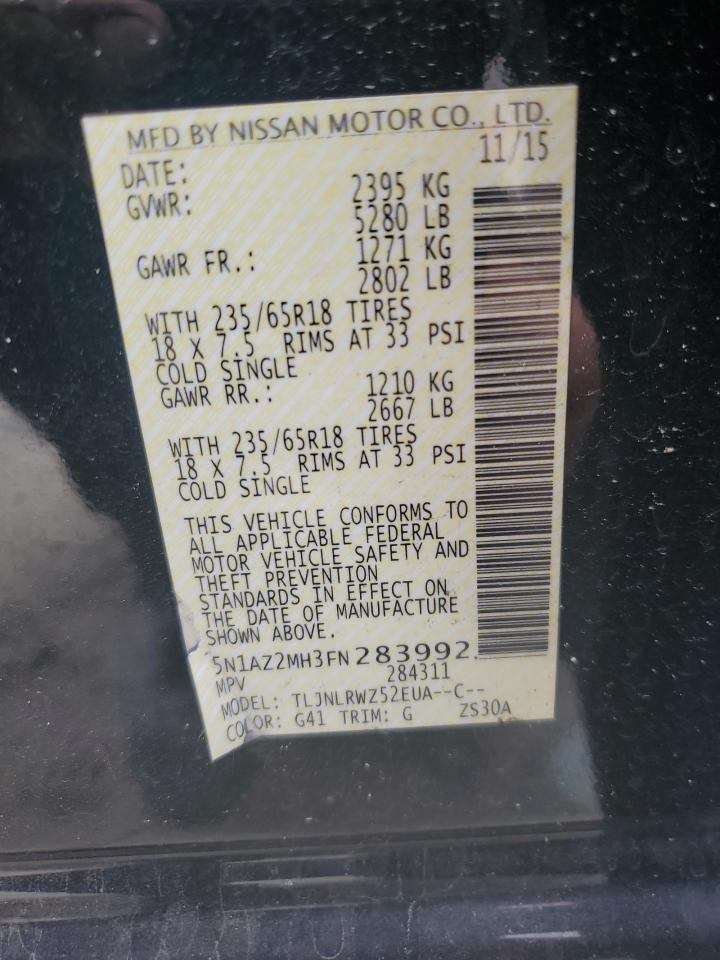 MFD BY NISSAN MOTOR CO., LTD.
DATE: 11/15
GVWR: 2395 KG
5280 LB
GAWR FR.: 1271 KG
2802 LB
WITH 235/65R18 TIRES
18 X 7.5 RIMS AT 33 PSI
COLD SINGLE
GAWR RR.: 1210 KG
2667 LB
WITH 235/65R18 TIRES
18 X 7.5 RIMS AT 33 PSI
COLD SINGLE
THIS VEHICLE CONFORMS TO
ALL APPLICABLE FEDERAL
MOTOR VEHICLE SAFETY AND
THEFT PREVENTION
STANDARDS IN EFFECT ON
THE DATE OF MANUFACTURE
SHOWN ABOVE.
5N1AZ2MH3FN283992.
MPV 284311
MODEL: TLJNLRWZ52EUA--C--
COLOR: G41 TRIM: G ZS30A